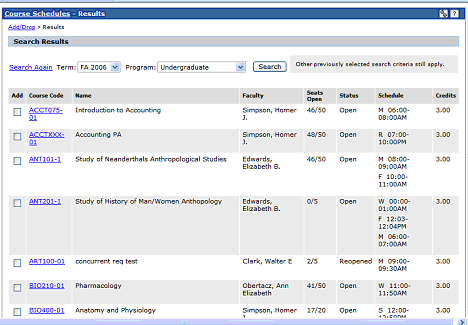 Course Schedules - Results
Add/Drop > Results
Search Results
Search Again Term: FA 2006 Program: Undergraduate Search Other previously selected search criteria still apply.
Add Course Code Name Faculty Seats Open Status Schedule Credits
ACCT075-01 Introduction to Accounting Simpson, Homer J. 46/50 Open M 06:00-08:00AM 3.00
ACCTXXX-01 Accounting PA Simpson, Homer J. 48/50 Open R 07:00-10:00PM 3.00
ANT101-1 Study of Neanderthals Anthropological Studies Edwards, Elizabeth B. 46/50 Open M 08:00-09:00AM 3.00
F 10:00-11:00AM
ANT201-1 Study of History of Man/Women Anthopology Edwards, Elizabeth B. 0/5 Open W 00:00-01:00AM 3.00
F 12:03-12:04PM
M 06:00-07:00AM
ART100-01 concurrent req test Clark, Walter E 2/5 Reopened M 09:00-09:30AM 3.00
BIO210-01 Pharmacology Obertacz, Ann Elizabeth 41/50 Open W 11:00-11:50AM 3.00
BIO400-01 Anatomy and Physiology Simpson, Homer 17/20 Open S 12:00- 3.00